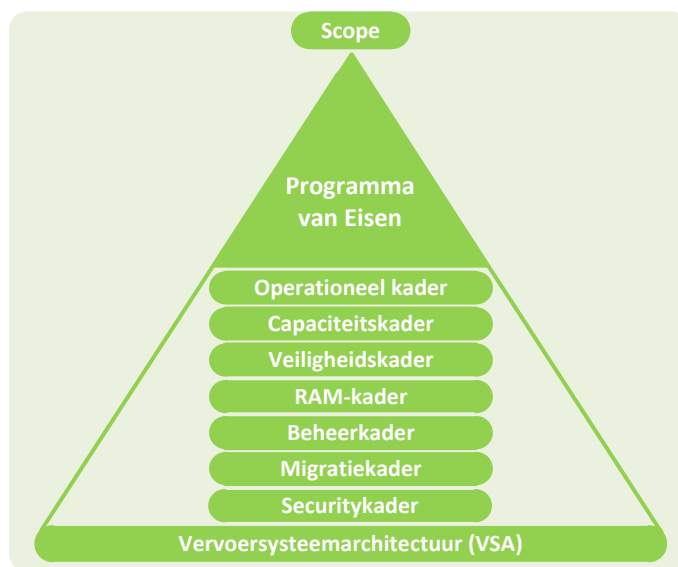 Scope
Programma
van Eisen
Operationeel kader
Capaciteitskader
Veiligheidskader
RAM-kader
Beheerkader
Migratiekader
Securitykader
Vervoersysteemarchitectuur (VSA)